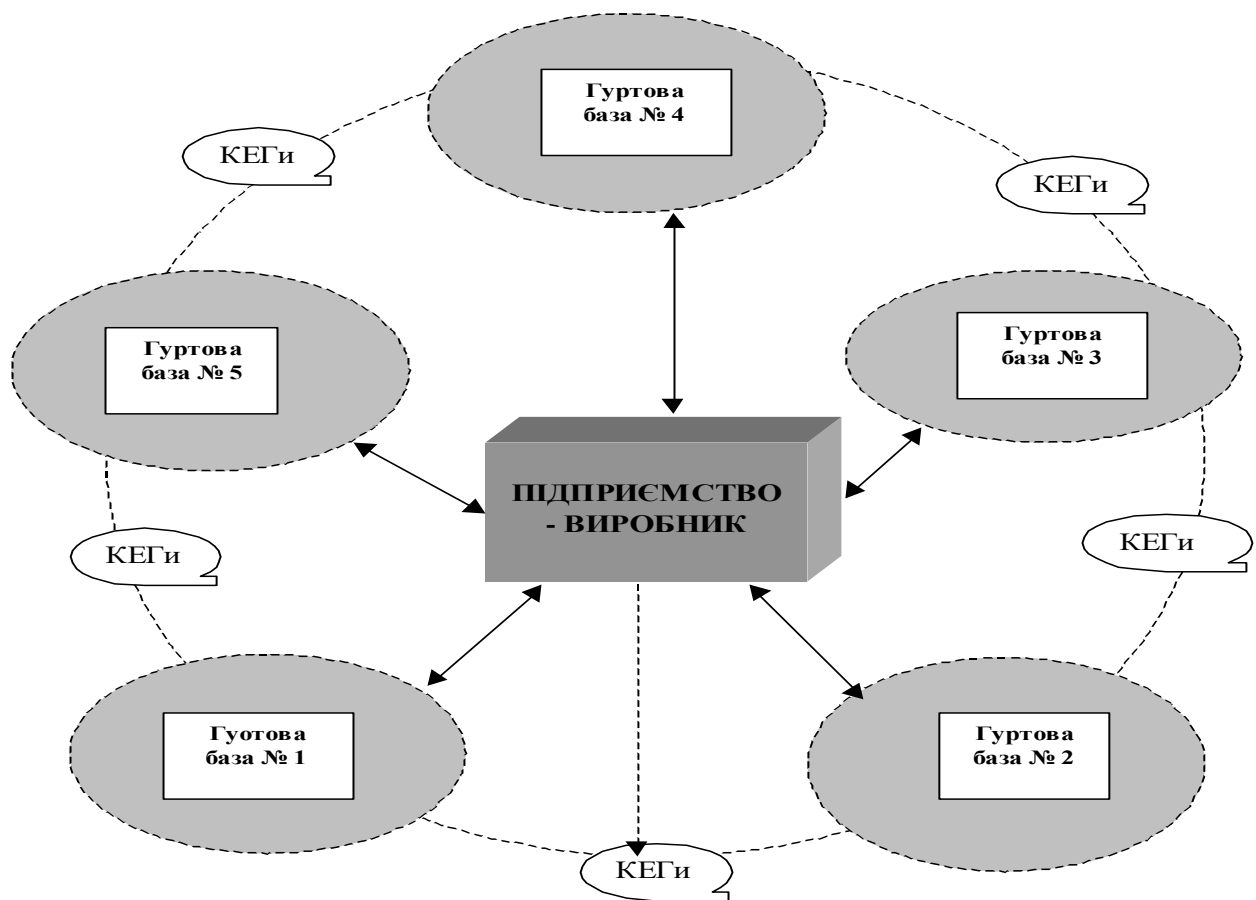 Гуртова
база № 4
КЕГи
КЕГи
Гуртова
база № 5
Гуртова
база № 3
ПІДПРИЄМСТВО
- ВИРОБНИК
КЕГи
КЕГи
Гуотова
база № 1
Гуртова
база № 2
КЕГи